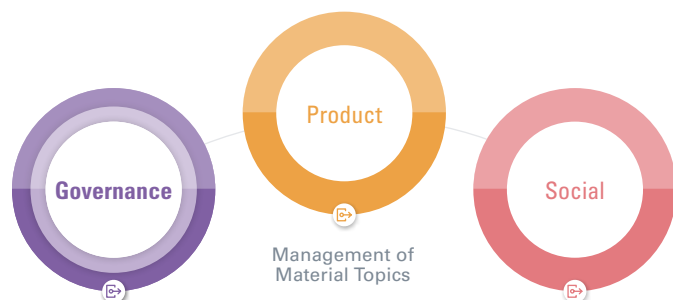 Product
Governance
Social
Management of
Material Topics